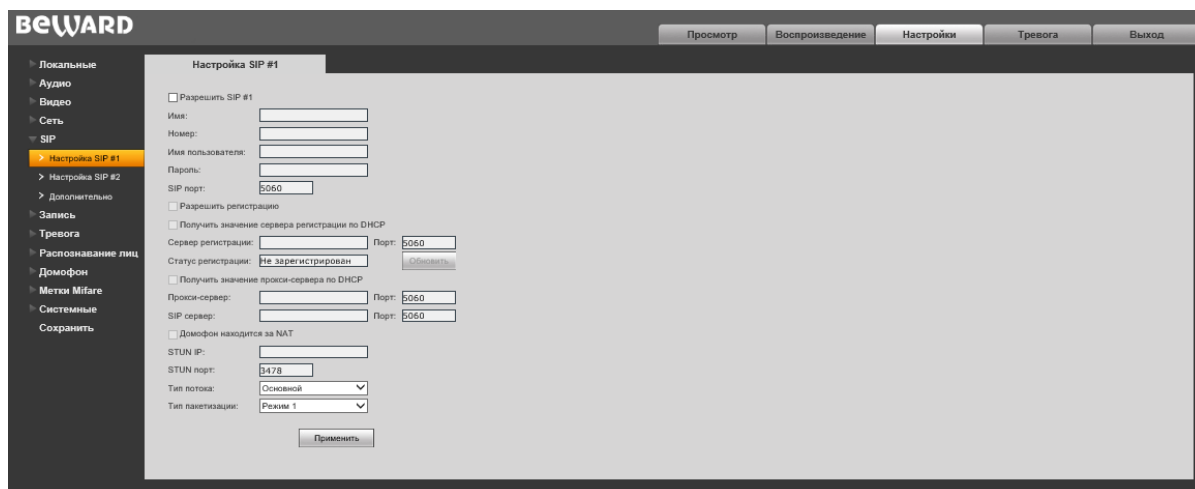 BEWARD
Просмотр Воспроизведение Настройки Тревога Выход
Локальные
Аудио
Видео
Сеть
SIP
Настройка SIP #1
Настройка SIP #2
Дополнительно
Запись
Тревога
Распознавание лиц
Домофон
Метки Mifare
Системные
Сохранить
Настройка SIP #1
Разрешить SIP #1
Имя:
Номер:
Имя пользователя:
Пароль:
SIP порт: 5060
Разрешить регистрацию
Получить значение сервера регистрации по DHCP
Сервер регистрации: Порт: 5060
Статус регистрации: Не зарегистрирован Обновить
Получить значение прокси-сервера по DHCP
Прокси-сервер: Порт: 5060
SIP сервер: Порт: 5060
Домофон находится за NAT
STUN IP:
STUN порт: 3478
Тип потока: Основной
Тип пакетизации: Режим 1
Применить